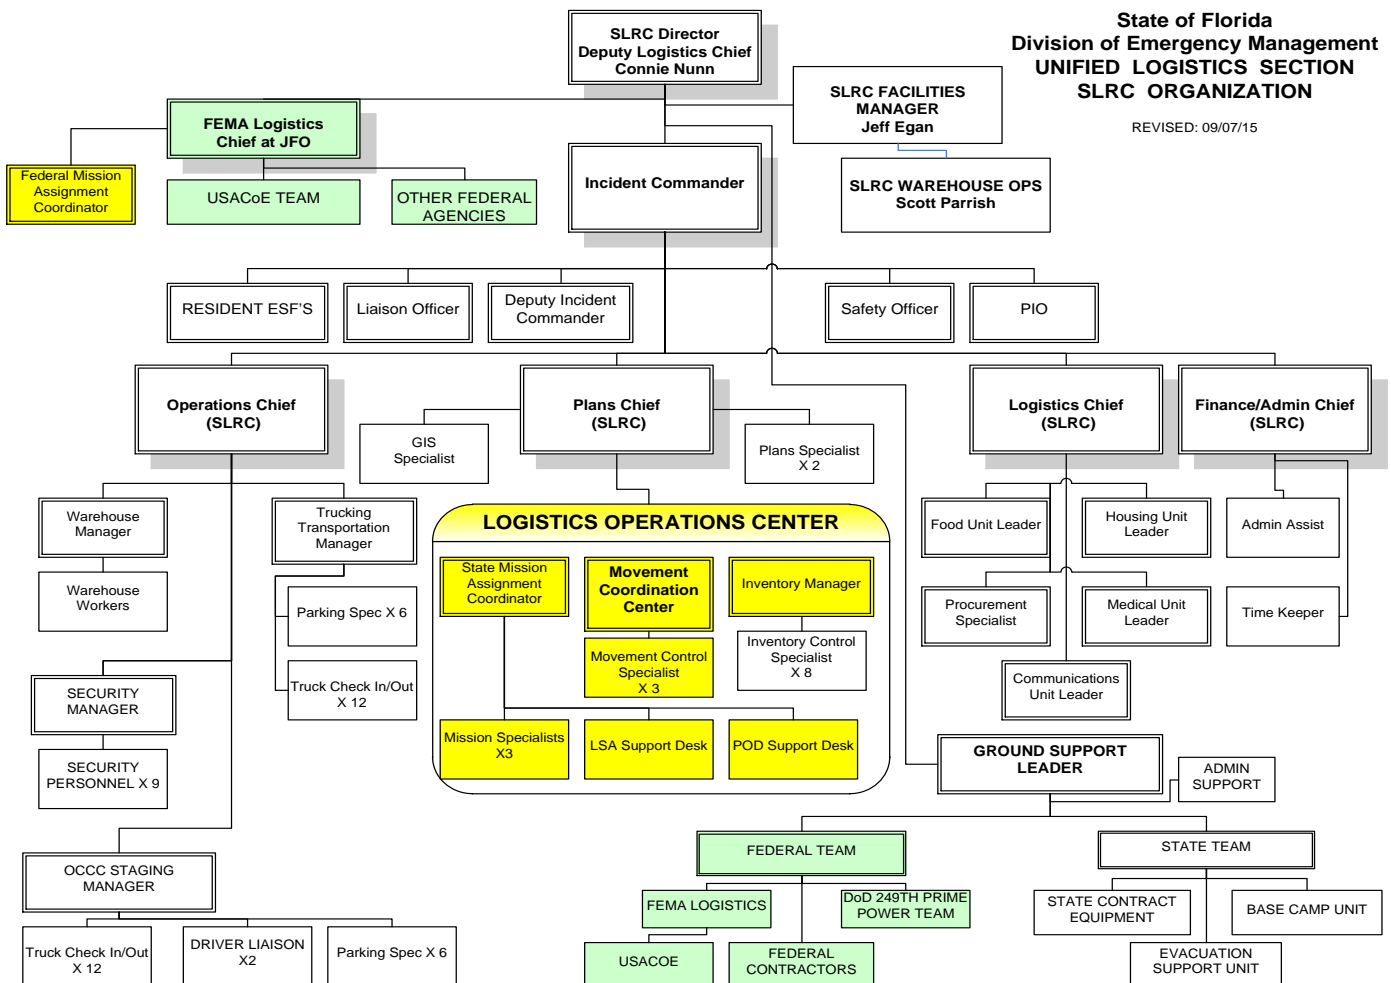 State of Florida
Division of Emergency Management
UNIFIED LOGISTICS SECTION
SLRC ORGANIZATION
REVISED: 09/07/15
SLRC Director
Deputy Logistics Chief
Connie Nunn
SLRC FACILITIES
MANAGER
Jeff Egan
FEMA Logistics
Chief at JFO
Incident Commander
SLRC WAREHOUSE OPS
Scott Parrish
Federal Mission
Assignment
Coordinator
USACoE TEAM
OTHER FEDERAL
AGENCIES
RESIDENT ESF'S
Liaison Officer
Deputy Incident
Commander
Safety Officer
PIO
Operations Chief
(SLRC)
Plans Chief
(SLRC)
Logistics Chief
(SLRC)
Finance/Admin Chief
(SLRC)
GIS
Specialist
Plans Specialist
X 2
Warehouse
Manager
Trucking
Transportation
Manager
LOGISTICS OPERATIONS CENTER
Food Unit Leader
Housing Unit
Leader
Admin Assist
Warehouse
Workers
State Mission
Assignment
Coordinator
Movement
Coordination
Center
Inventory Manager
Parking Spec X 6
Procurement
Specialist
Medical Unit
Leader
Time Keeper
Movement Control
Specialist
X 3
Inventory Control
Specialist
X 8
SECURITY
MANAGER
Truck Check In/Out
X 12
Communications
Unit Leader
Mission Specialists
X3
LSA Support Desk
POD Support Desk
SECURITY
PERSONNEL X 9
GROUND SUPPORT
LEADER
ADMIN
SUPPORT
OCCC STAGING
MANAGER
FEDERAL TEAM
STATE TEAM
FEMA LOGISTICS
DoD 249TH PRIME
POWER TEAM
STATE CONTRACT
EQUIPMENT
BASE CAMP UNIT
Truck Check In/Out
X 12
DRIVER LIAISON
X2
Parking Spec X 6
USACOE
FEDERAL
CONTRACTORS
EVACUATION
SUPPORT UNIT